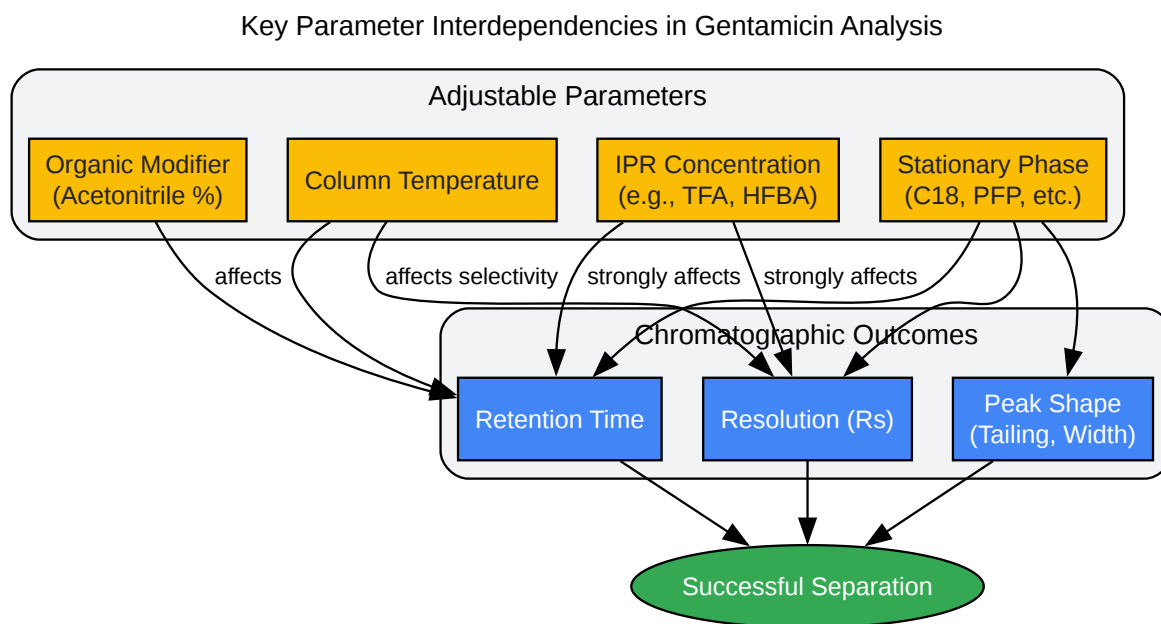 Key Parameter Interdependencies in Gentamicin Analysis
Adjustable Parameters
Organic Modifier
(Acetonitrile %)
Column Temperature
IPR Concentration
(e.g., TFA, HFBA)
Stationary Phase
(C18, PFP, etc.)
affects
affects selectivity
strongly affects
strongly affects
Chromatographic Outcomes
Retention Time
Resolution (Rs)
Peak Shape
(Tailing, Width)
Successful Separation